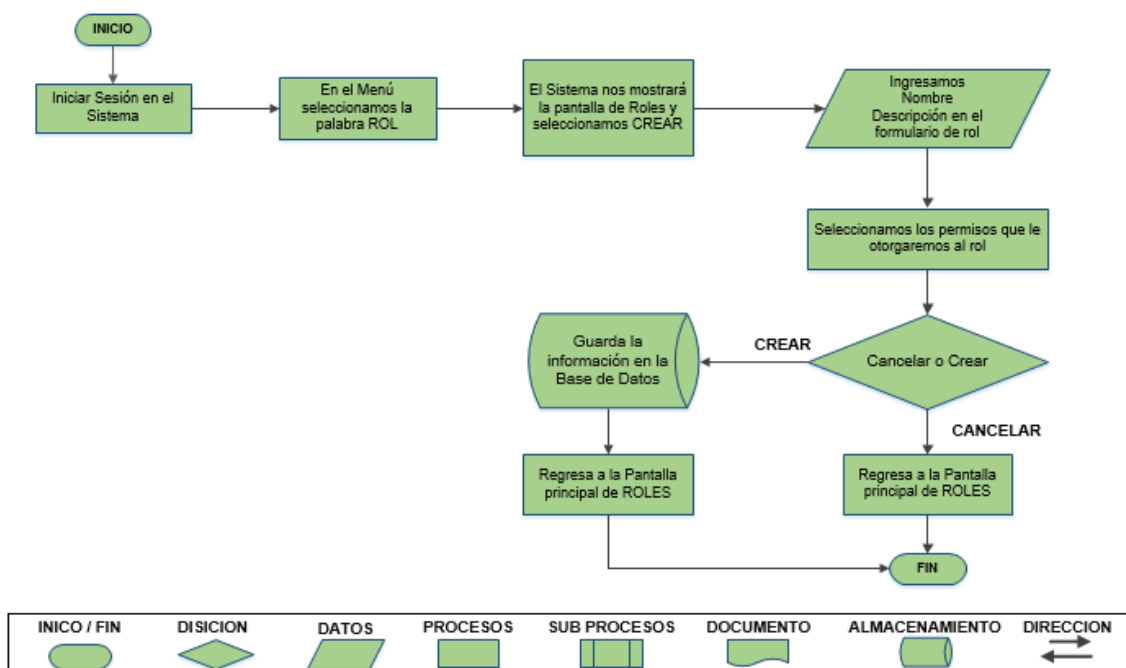 INICIO
Iniciar Sesión en el
Sistema
En el Menú
seleccionamos la
palabra ROL
El Sistema nos mostrará
la pantalla de Roles y
seleccionamos CREAR
Ingresamos
Nombre
Descripción en el
formulario de rol
Seleccionamos los permisos que le
otorgaremos al rol
Cancelar o Crear
CREAR
Guarda la
información en la
Base de Datos
CANCELAR
Regresa a la Pantalla
principal de ROLES
Regresa a la Pantalla
principal de ROLES
FIN
INICO / FIN
DISICION
DATOS
PROCESOS
SUB PROCESOS
DOCUMENTO
ALMACENAMIENTO
DIRECCION